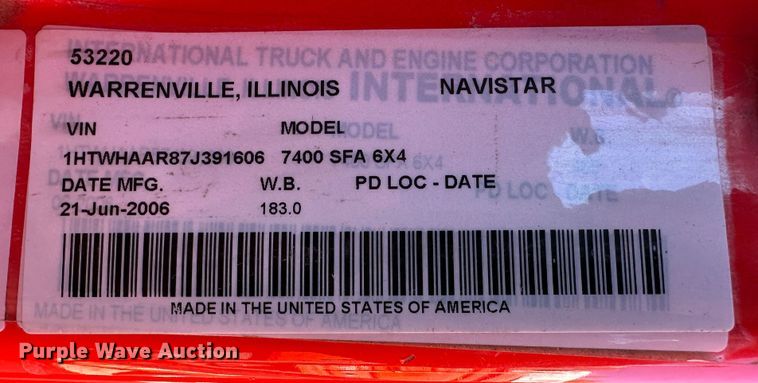 53220
INTERNATIONAL TRUCK AND ENGINE CORPORATION
WARRENVILLE, ILLINOIS INTERNATIONAL NAVISTAR
VIN MODEL
1HTWHAAR87J391606 7400 SFA 6X4
DATE MFG. W.B. PD LOC - DATE
21-Jun-2006 183.0
MADE IN THE UNITED STATES OF AMERICA
Purple Wave Auction